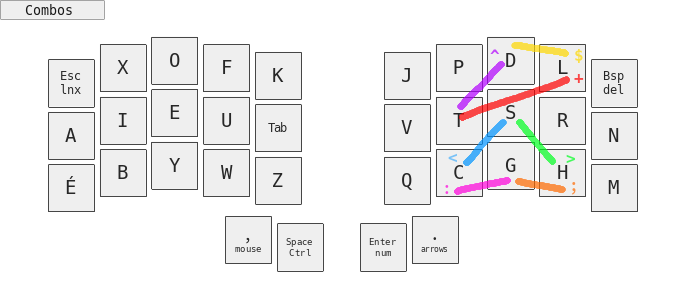 Combos
Esc X O F K J P ^ D L $ Bsp
lnx del
+
A I E U Tab V T S R N
É B Y W Z Q < C G H > M
: ;
, Space Enter .
mouse Ctrl num arrows